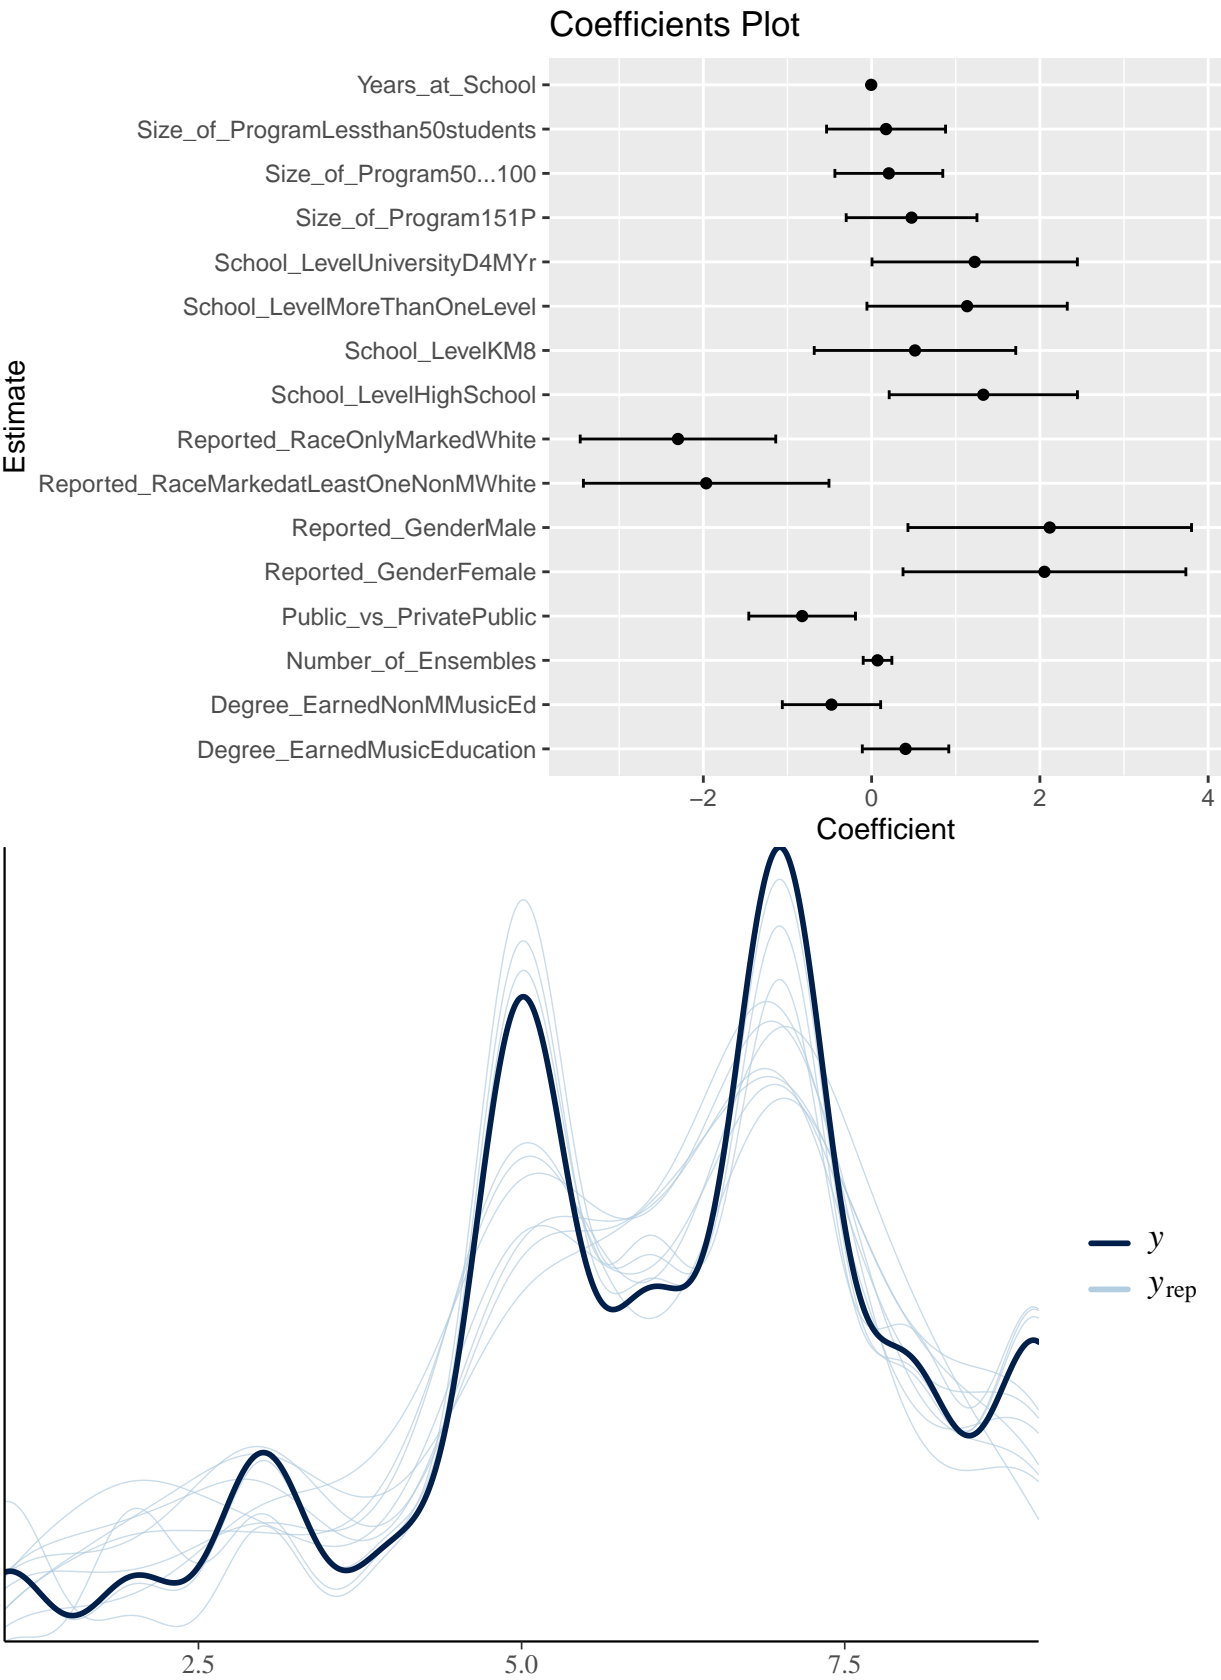 Coefficients Plot
Years_at_School
Size_of_ProgramLessthan50students
Size_of_Program50...100
Size_of_Program151P
School_LevelUniversityD4MYr
School_LevelMoreThanOneLevel
School_LevelKM8
School_LevelHighSchool
Reported_RaceOnlyMarkedWhite
Reported_RaceMarkedatLeastOneNonMWhite
Reported_GenderMale
Reported_GenderFemale
Public_vs_PrivatePublic
Number_of_Ensembles
Degree_EarnedNonMMusicEd
Degree_EarnedMusicEducation
Estimate
−2 0 2 4
Coefficient
y
yrep
2.5 5.0 7.5